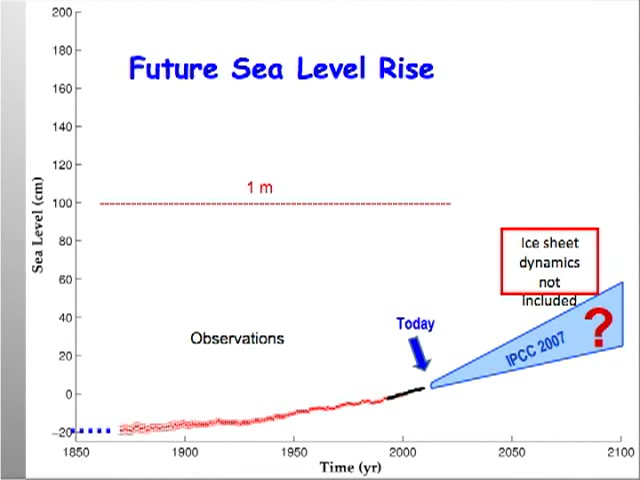 Future Sea Level Rise
200
180
160
140
120
100
80
60
40
20
0
-20
Sea Level (cm)
1 m
Ice sheet
dynamics
not
included
Today
Observations
IPCC 2007
?
1850
1900
1950
2000
2050
2100
Time (yr)